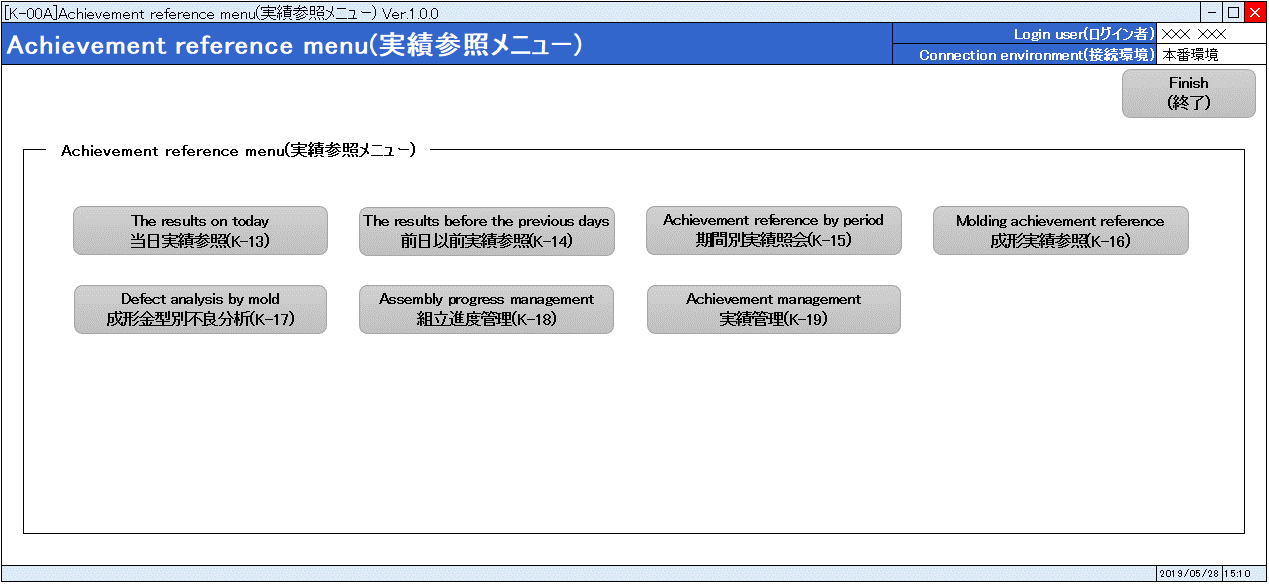 [K-00A]Achievement reference menu(実績参照メニュー) Ver.1.0.0
Achievement reference menu(実績参照メニュー)
Login user(ログイン者) XXX XXX
Connection environment(接続環境) 本番環境
Finish
(終了)
Achievement reference menu(実績参照メニュー)
The results on today
当日実績参照(K-13)
The results before the previous days
前日以前実績参照(K-14)
Achievement reference by period
期間別実績照会(K-15)
Molding achievement reference
成形実績参照(K-16)
Defect analysis by mold
成形金型別不良分析(K-17)
Assembly progress management
組立進度管理(K-18)
Achievement management
実績管理(K-19)
2019/05/28 15:10